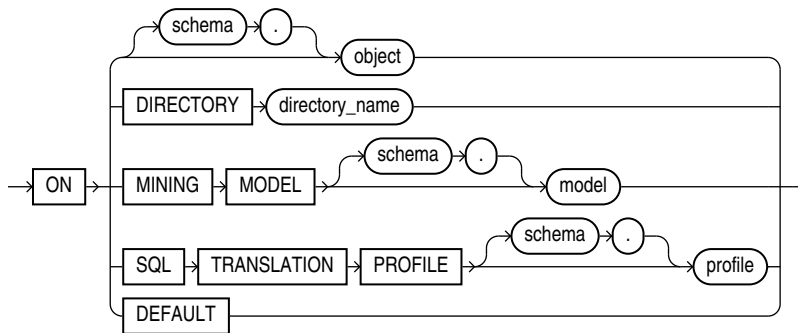 schema .
object
DIRECTORY directory_name
schema .
ON MINING MODEL model
schema .
SQL TRANSLATION PROFILE profile
DEFAULT